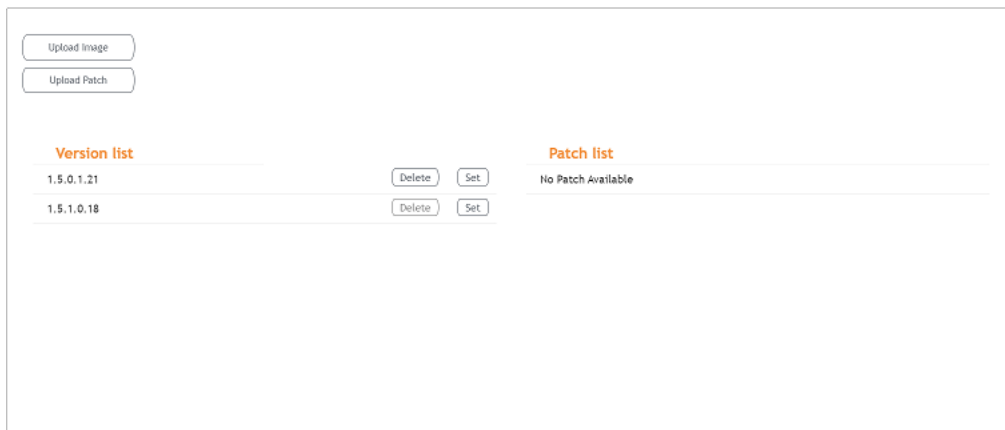 Upload Image
Upload Patch
Version list
1.5.0.1.21 Delete Set
1.5.1.0.18 Delete Set
Patch list
No Patch Available